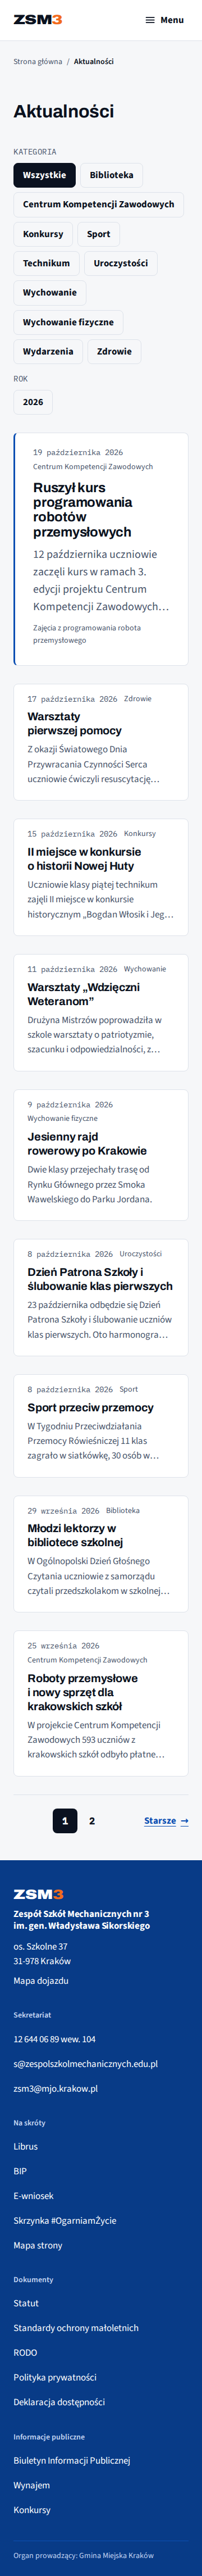 ZSM3
Menu
Strona główna / Aktualności
Aktualności
KATEGORIA
Wszystkie
Biblioteka
Centrum Kompetencji Zawodowych
Konkursy
Sport
Technikum
Uroczystości
Wychowanie
Wychowanie fizyczne
Wydarzenia
Zdrowie
ROK
2026
19 października 2026
Centrum Kompetencji Zawodowych
Ruszył kurs
programowania
robotów
przemysłowych
12 października uczniowie
zaczęli kurs w ramach 3.
edycji projektu Centrum
Kompetencji Zawodowych…
Zajęcia z programowania robota
przemysłowego
17 października 2026 Zdrowie
Warsztaty
pierwszej pomocy
Z okazji Światowego Dnia
Przywracania Czynności Serca
uczniowie ćwiczyli resuscytację…
15 października 2026 Konkursy
II miejsce w konkursie
o historii Nowej Huty
Uczniowie klasy piątej technikum
zajęli II miejsce w konkursie
historycznym „Bogdan Włosik i Jeg…
11 października 2026 Wychowanie
Warsztaty „Wdzięczni
Weteranom”
Drużyna Mistrzów poprowadziła w
szkole warsztaty o patriotyzmie,
szacunku i odpowiedzialności, z…
9 października 2026
Wychowanie fizyczne
Jesienny rajd
rowerowy po Krakowie
Dwie klasy przejechały trasę od
Rynku Głównego przez Smoka
Wawelskiego do Parku Jordana.
8 października 2026 Uroczystości
Dzień Patrona Szkoły i
ślubowanie klas pierwszych
23 października odbędzie się Dzień
Patrona Szkoły i ślubowanie uczniów
klas pierwszych. Oto harmonogra…
8 października 2026 Sport
Sport przeciw przemocy
W Tygodniu Przeciwdziałania
Przemocy Rówieśniczej 11 klas
zagrało w siatkówkę, 30 osób w…
29 września 2026 Biblioteka
Młodzi lektorzy w
bibliotece szkolnej
W Ogólnopolski Dzień Głośnego
Czytania uczniowie z samorządu
czytali przedszkolakom w szkolnej…
25 września 2026
Centrum Kompetencji Zawodowych
Roboty przemysłowe
i nowy sprzęt dla
krakowskich szkół
W projekcie Centrum Kompetencji
Zawodowych 593 uczniów z
krakowskich szkół odbyło płatne…
1 2 Starsze →
ZSM3
Zespół Szkół Mechanicznych nr 3
im. gen. Władysława Sikorskiego
os. Szkolne 37
31-978 Kraków
Mapa dojazdu
Sekretariat
12 644 06 89 wew. 104
s@zespolszkolmechanicznych.edu.pl
zsm3@mjo.krakow.pl
Na skróty
Librus
BIP
E-wniosek
Skrzynka #OgarniamŻycie
Mapa strony
Dokumenty
Statut
Standardy ochrony małoletnich
RODO
Polityka prywatności
Deklaracja dostępności
Informacje publiczne
Biuletyn Informacji Publicznej
Wynajem
Konkursy
Organ prowadzący: Gmina Miejska Kraków